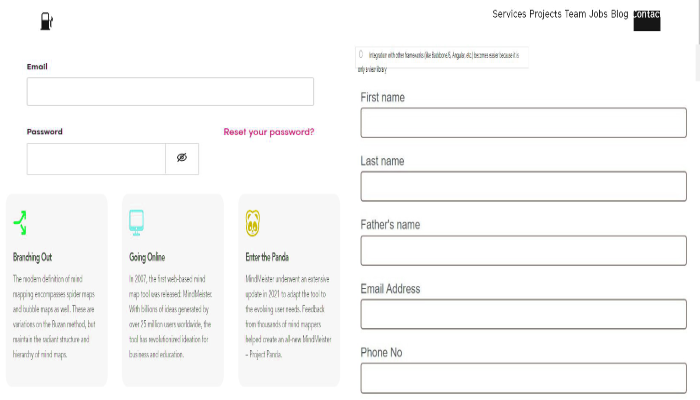 Services Projects Team Jobs Blog Contact
Email
Password
Reset your password?
Branching Out
The modern definition of mind
mapping encompasses spider maps
and bubble maps as well. These are
variations on the Buzan method, but
maintain the radiant structure and
hierarchy of mind maps.
Going Online
In 2007, the first web-based mind
map tool was released: MindMeister.
With billions of ideas generated by
over 25 million users worldwide, the
tool has revolutionized ideation for
business and education.
Enter the Panda
MindMeister underwent an extensive
update in 2021 to adapt the tool to
the evolving user needs. Feedback
from thousands of mind mappers
helped create an all-new MindMeister
– Project Panda.
Integration with other frameworks (like BackboneJS, Angular, etc) becomes easier because it is
only a view library
First name
Last name
Father's name
Email Address
Phone No